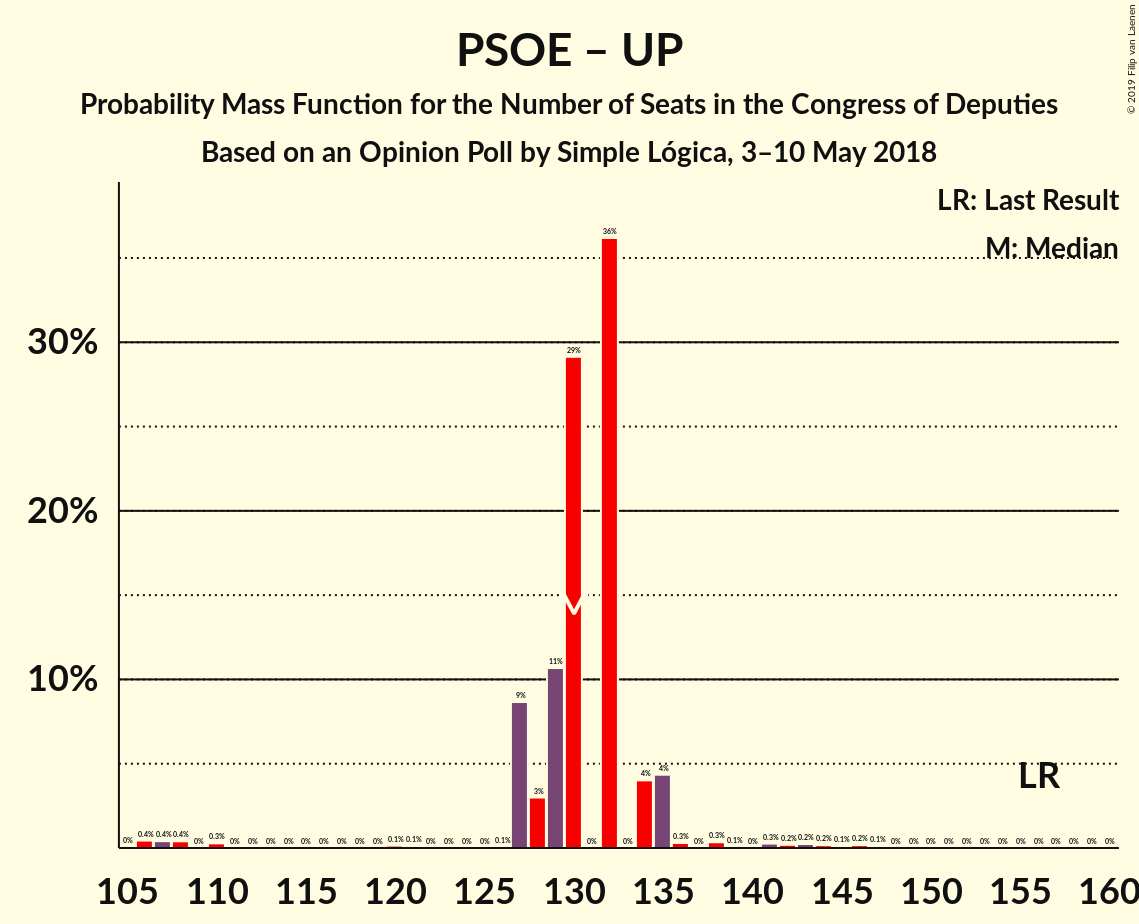 PSOE – UP
Probability Mass Function for the Number of Seats in the Congress of Deputies
Based on an Opinion Poll by Simple Lógica, 3–10 May 2018
© 2019 Filip van Laenen
LR: Last Result
M: Median
30%
20%
10%
0% 0.4% 0.4% 0.4% 0% 0.3% 0% 0% 0% 0% 0% 0% 0% 0% 0% 0.1% 0.1% 0% 0% 0% 0% 0.1% 9% 3% 11% 29% 0% 36% 0% 4% 4% 0.3% 0% 0.3% 0.1% 0% 0.3% 0.2% 0.2% 0.2% 0.1% 0.2% 0.1% 0% 0% 0% 0% 0% 0% 0% 0% 0% 0% 0% 0% 0%
M
LR
105 110 115 120 125 130 135 140 145 150 155 160